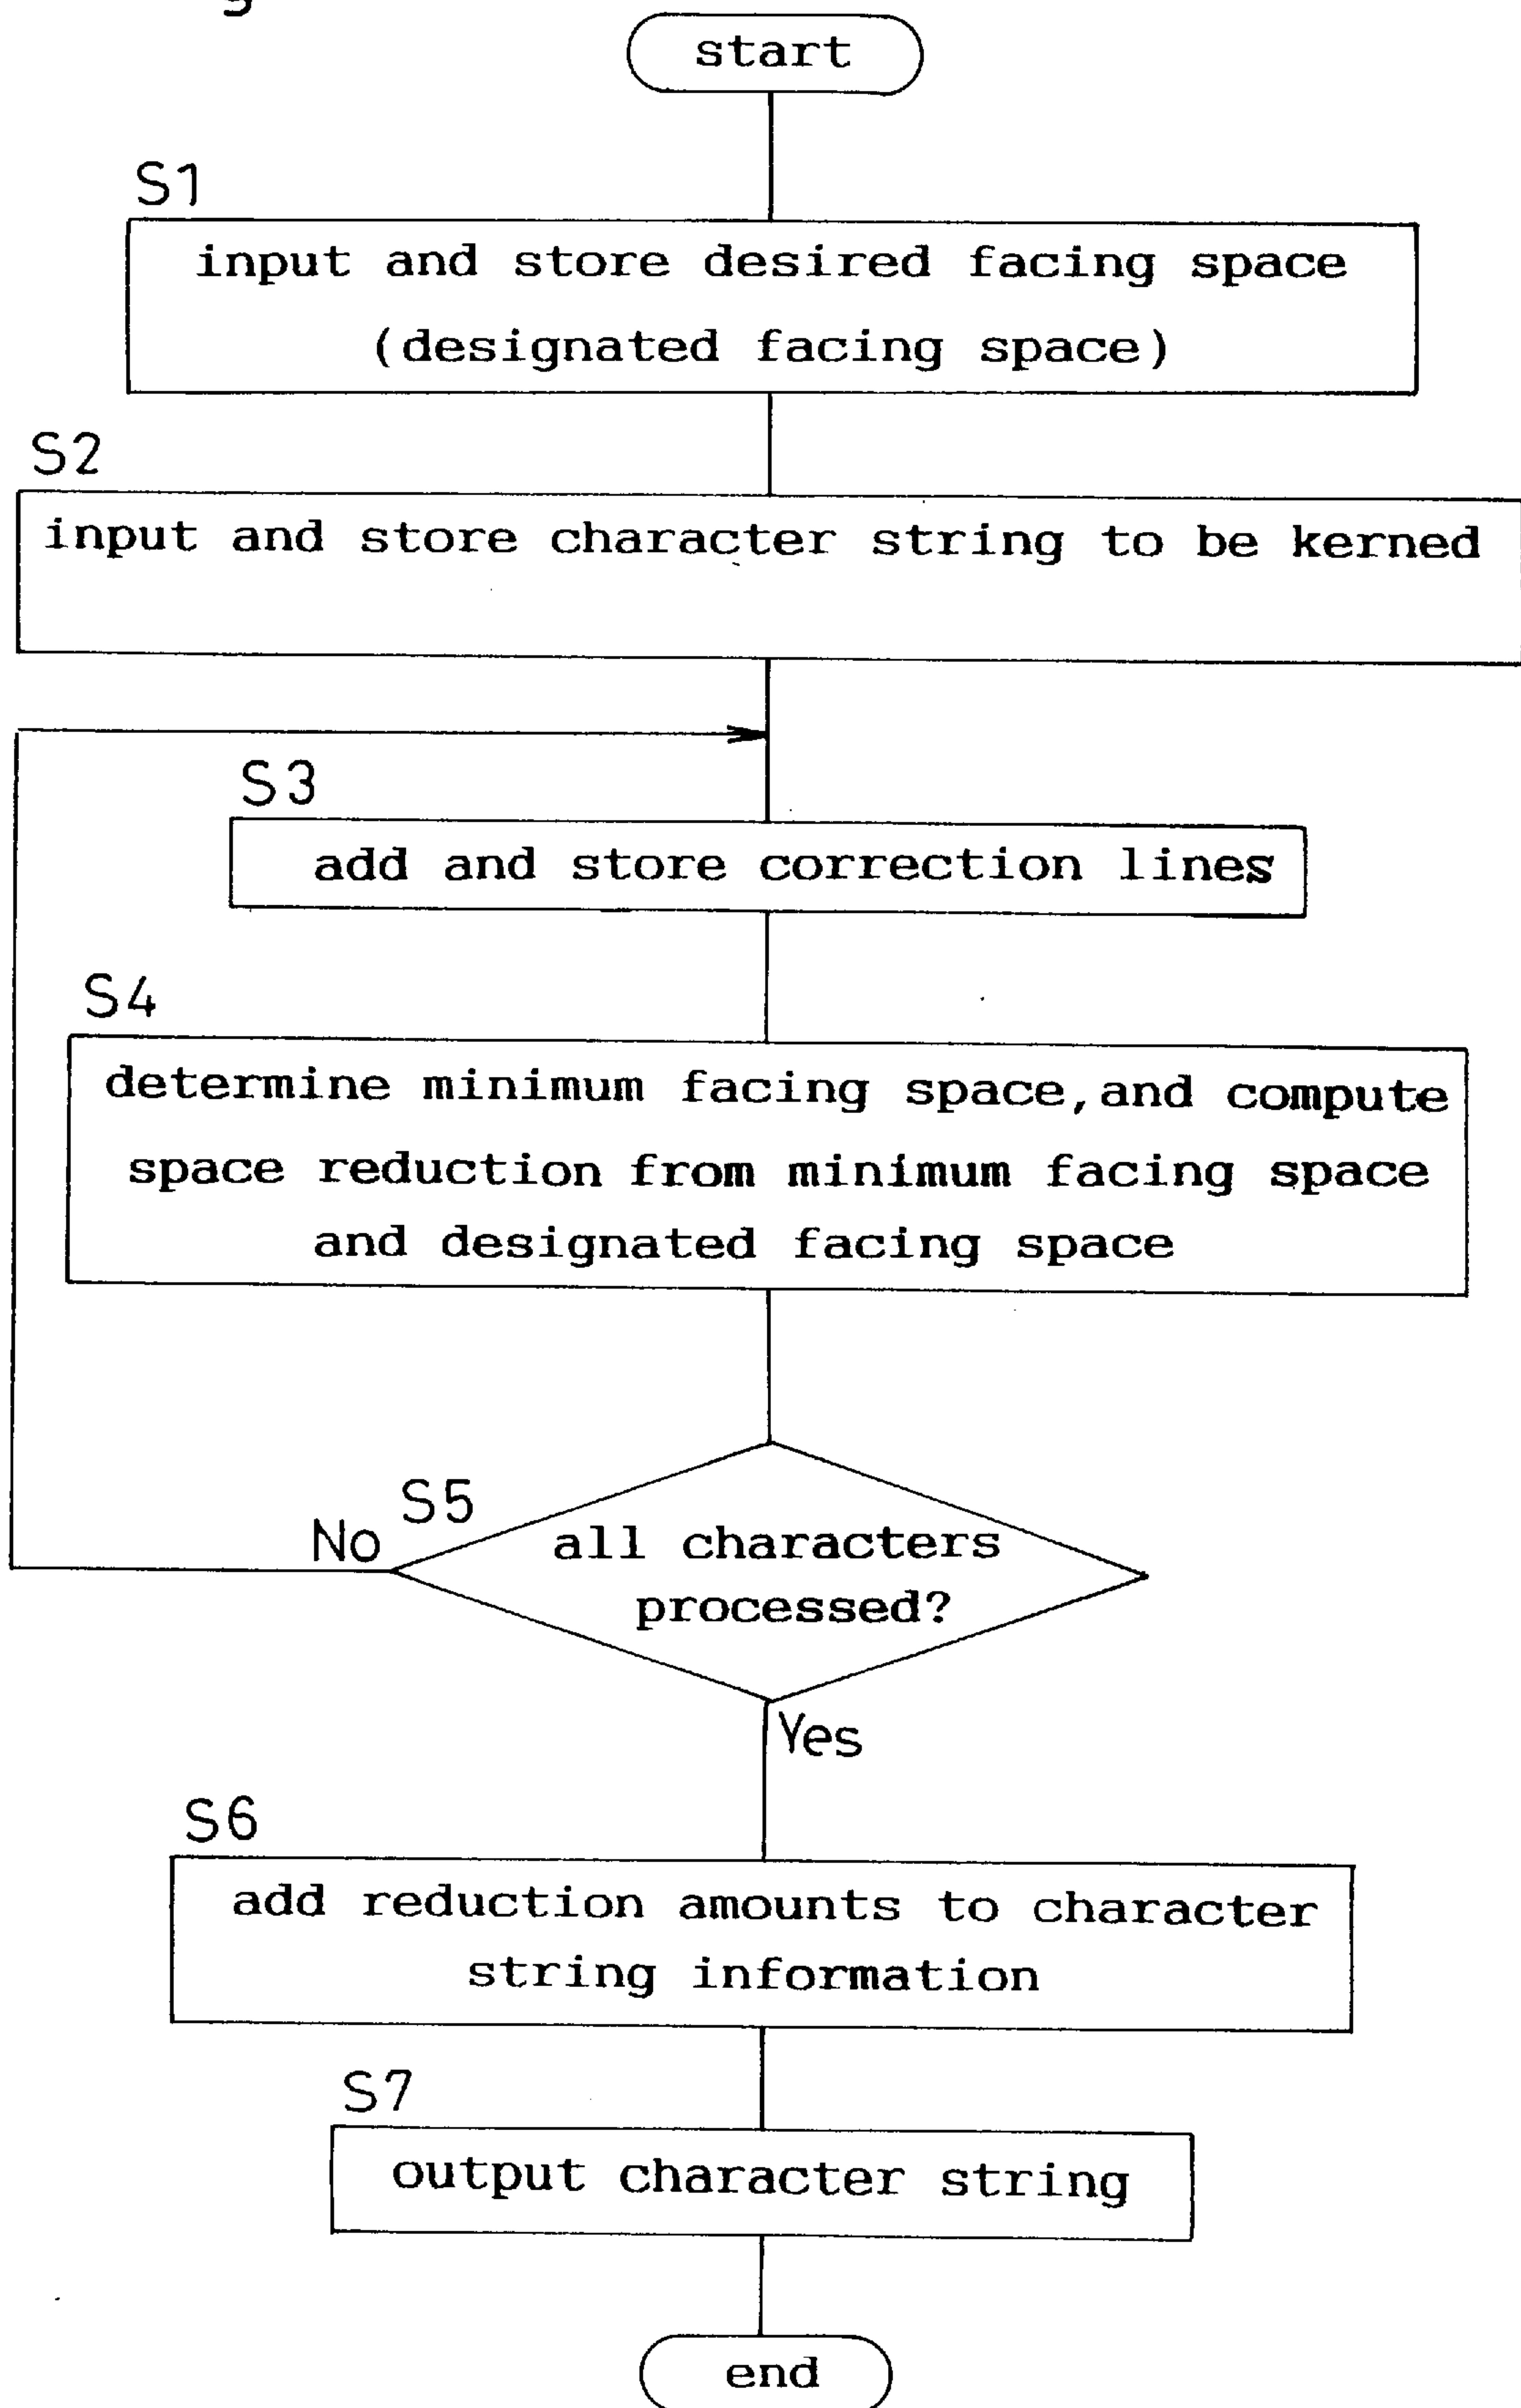 start
S1
input and store desired facing space
(designated facing space)
S2
input and store character string to be kerned
S3
add and store correction lines
S4
determine minimum facing space,and compute
space reduction from minimum facing space
and designated facing space
S5
No
all characters
processed?
Yes
S6
add reduction amounts to character
string information
S7
output character string
end